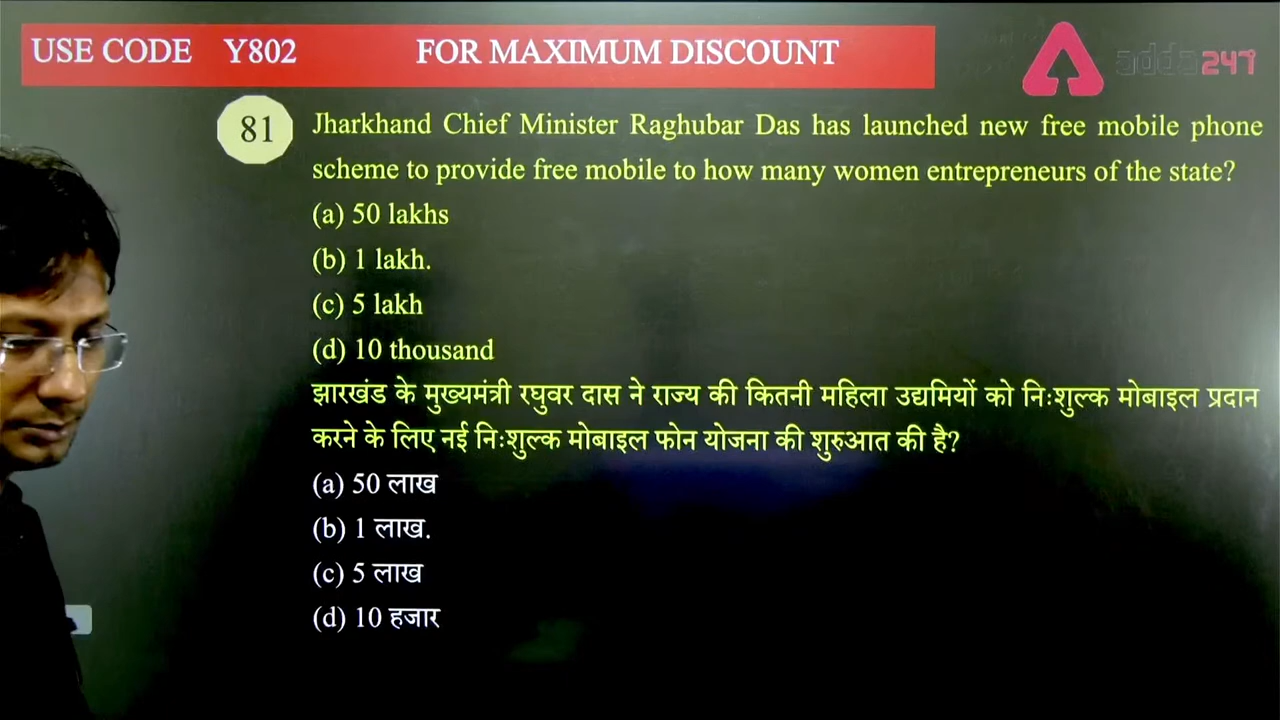 USE CODE Y802 FOR MAXIMUM DISCOUNT
adda247
81
Jharkhand Chief Minister Raghubar Das has launched new free mobile phone
scheme to provide free mobile to how many women entrepreneurs of the state?
(a) 50 lakhs
(b) 1 lakh.
(c) 5 lakh
(d) 10 thousand
झारखंड के मुख्यमंत्री रघुवर दास ने राज्य की कितनी महिला उद्यमियों को निःशुल्क मोबाइल प्रदान
करने के लिए नई निःशुल्क मोबाइल फोन योजना की शुरुआत की है?
(a) 50 लाख
(b) 1 लाख.
(c) 5 लाख
(d) 10 हजार